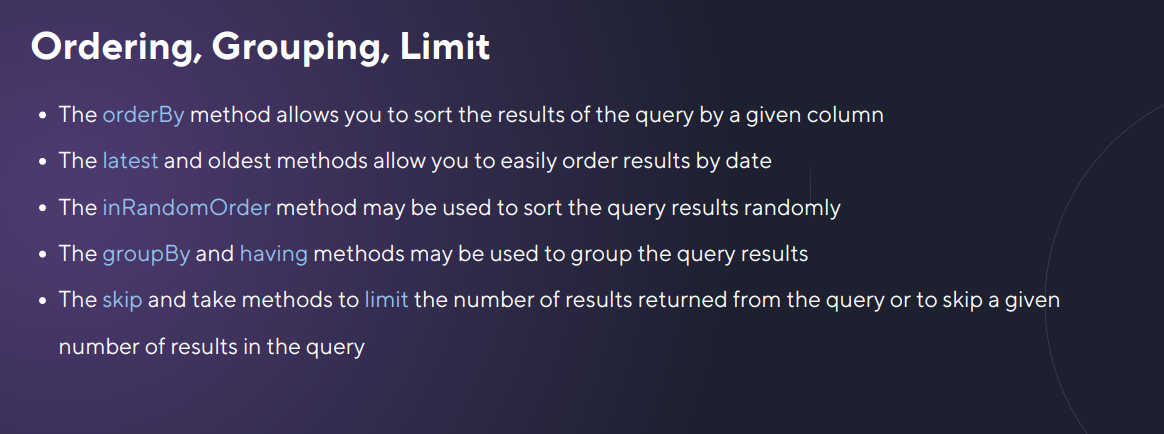 Ordering, Grouping, Limit
• The orderBy method allows you to sort the results of the query by a given column
• The latest and oldest methods allow you to easily order results by date
• The inRandomOrder method may be used to sort the query results randomly
• The groupBy and having methods may be used to group the query results
• The skip and take methods to limit the number of results returned from the query or to skip a given
number of results in the query